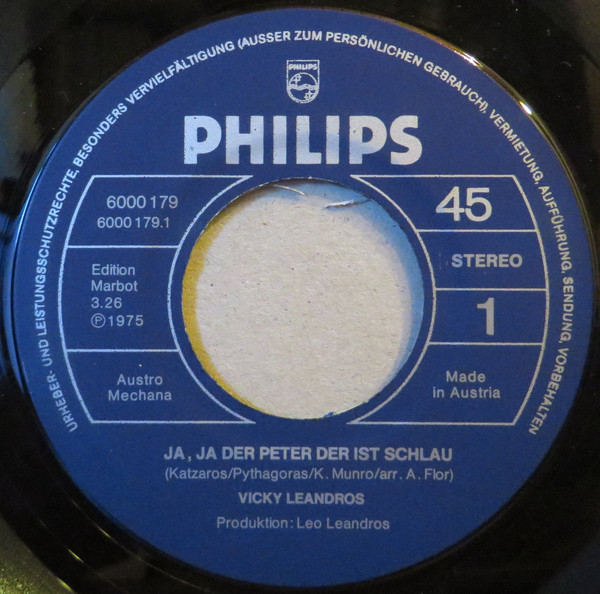 URHEBER- UND LEISTUNGSSCHUTZRECHTE, BESONDERS VERVIELFÄLTIGUNG (AUSSER ZUM PERSÖNLICHEN GEBRAUCH), VERMIETUNG, AUFFÜHRUNG, SENDUNG, VORBEHALTEN
PHILIPS
PHILIPS
6000 179
6000 179.1
45
STEREO
Edition
Marbot
3.26
Ⓟ1975
1
Austro
Mechana
Made
in Austria
JA, JA DER PETER DER IST SCHLAU
(Katzaros/Pythagoras/K. Munro/arr. A. Flor)
VICKY LEANDROS
Produktion: Leo Leandros